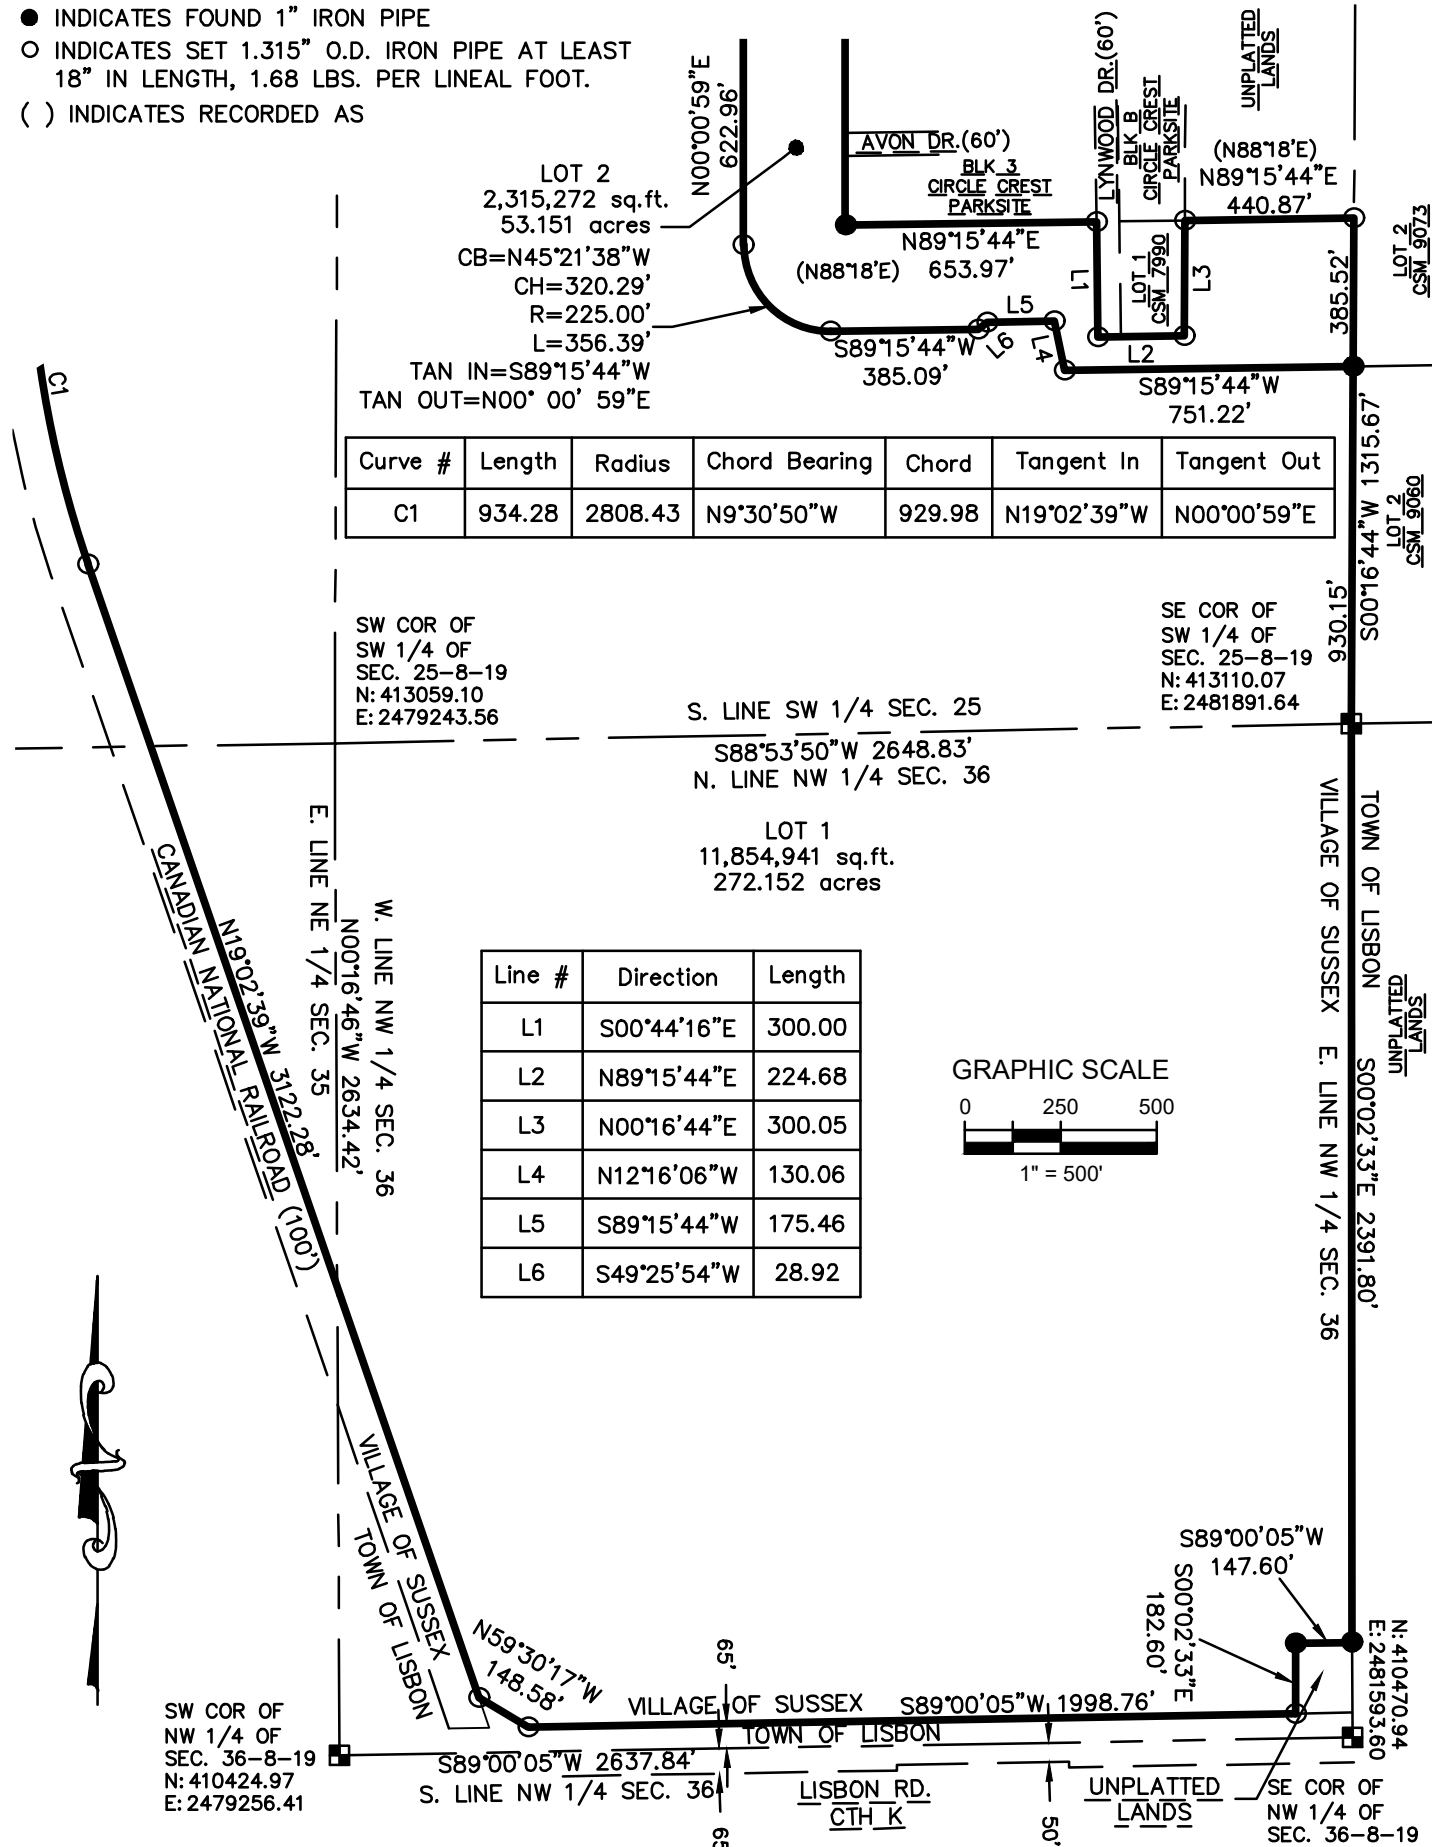 INDICATES FOUND 1" IRON PIPE
INDICATES SET 1.315" O.D. IRON PIPE AT LEAST
18" IN LENGTH, 1.68 LBS. PER LINEAL FOOT.
( ) INDICATES RECORDED AS
N00°00'59"E
622.96'
AVON DR.(60')
BLK 3
CIRCLE CREST
PARKSITE
LYNWOOD DR.(60')
BLK B
CIRCLE CREST
PARKSITE
UNPLATTED
LANDS
(N88°18'E)
N89°15'44"E
440.87'
LOT 2
2,315,272 sq.ft.
53.151 acres
CB=N45°21'38"W
CH=320.29'
R=225.00'
L=356.39'
TAN IN=S89°15'44"W
TAN OUT=N00° 00' 59"E
N89°15'44"E
(N88°18'E) 653.97'
L1
LOT 1
CSM 7990
L3
L2
L4
L5
L6
385.52'
LOT 2
CSM 9073
S89°15'44"W
385.09'
S89°15'44"W
751.22'
C1
Curve # Length Radius Chord Bearing Chord Tangent In Tangent Out
C1 934.28 2808.43 N9°30'50"W 929.98 N19°02'39"W N00°00'59"E
S00°16'44"W 1315.67'
930.15'
LOT 2
CSM 9060
SW COR OF
SW 1/4 OF
SEC. 25-8-19
N: 413059.10
E: 2479243.56
SE COR OF
SW 1/4 OF
SEC. 25-8-19
N: 413110.07
E: 2481891.64
S. LINE SW 1/4 SEC. 25
S88°53'50"W 2648.83'
N. LINE NW 1/4 SEC. 36
LOT 1
11,854,941 sq.ft.
272.152 acres
CANADIAN NATIONAL RAILROAD (100')
N19°02'39"W 3122.28'
E. LINE NE 1/4 SEC. 35
N00°16'46"W 2634.42'
W. LINE NW 1/4 SEC. 36
Line # Direction Length
L1 S00°44'16"E 300.00
L2 N89°15'44"E 224.68
L3 N00°16'44"E 300.05
L4 N12°16'06"W 130.06
L5 S89°15'44"W 175.46
L6 S49°25'54"W 28.92
GRAPHIC SCALE
0 250 500
1" = 500'
VILLAGE OF SUSSEX E. LINE NW 1/4 SEC. 36
TOWN OF LISBON S00°02'33"E 2391.80'
UNPLATTED
LANDS
VILLAGE OF SUSSEX
TOWN OF LISBON
N59°30'17"W
148.58'
S89°00'05"W
147.60'
S00°02'33"E
182.60'
N: 410470.94
E: 2481593.60
65'
VILLAGE OF SUSSEX S89°00'05"W 1998.76'
TOWN OF LISBON
SW COR OF
NW 1/4 OF
SEC. 36-8-19
N: 410424.97
E: 2479256.41
S89°00'05"W 2637.84'
S. LINE NW 1/4 SEC. 36
LISBON RD.
CTH K
50'
UNPLATTED
LANDS
SE COR OF
NW 1/4 OF
SEC. 36-8-19